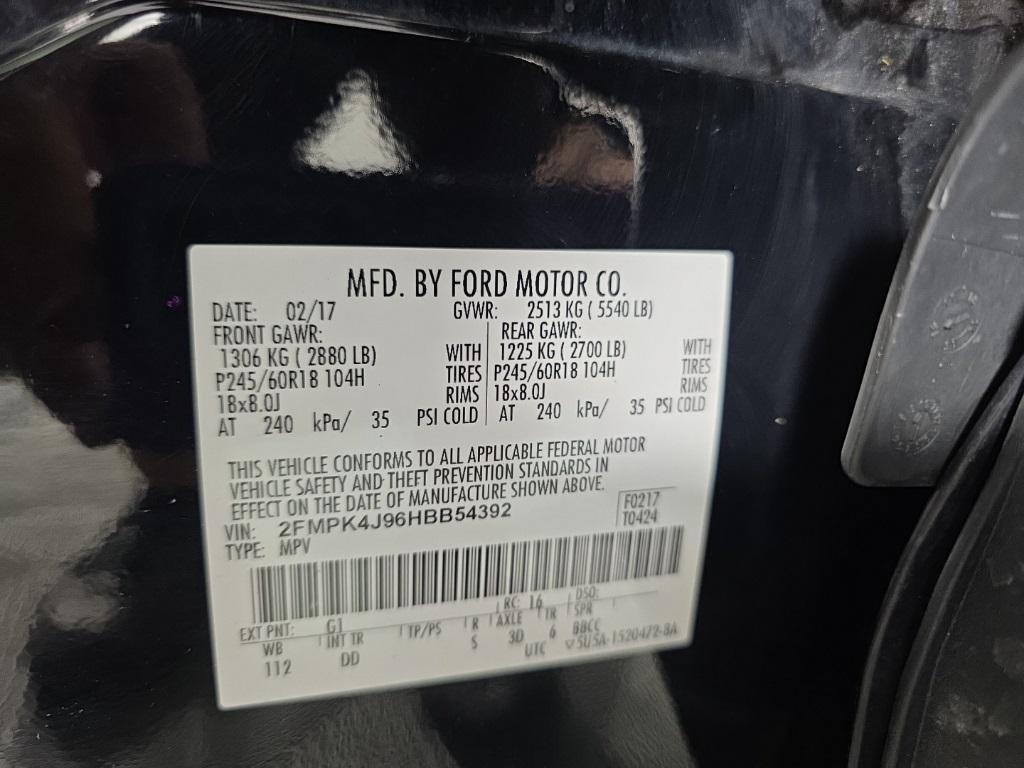 MFD. BY FORD MOTOR CO.
DATE: 02/17 GVWR: 2513 KG ( 5540 LB)
FRONT GAWR: REAR GAWR:
1306 KG ( 2880 LB) WITH 1225 KG ( 2700 LB) WITH
P245/60R18 104H TIRES P245/60R18 104H TIRES
18x8.0J RIMS 18x8.0J RIMS
AT 240 kPa/ 35 PSI COLD AT 240 kPa/ 35 PSI COLD
THIS VEHICLE CONFORMS TO ALL APPLICABLE FEDERAL MOTOR
VEHICLE SAFETY AND THEFT PREVENTION STANDARDS IN
EFFECT ON THE DATE OF MANUFACTURE SHOWN ABOVE.
VIN: 2FMPK4J96HBB54392 F0217
TYPE: MPV T0424
EXT PNT: G1 RC: 16 DSO:
WB INT TR TP/PS R AXLE TR SPR
112 DD S 3D 6 BBCC
UTC ▽SUSA-1520472-BA